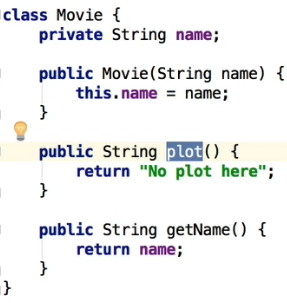 class Movie {
    private String name;

    public Movie(String name) {
        this.name = name;
    }

    public String plot() {
        return "No plot here";
    }

    public String getName() {
        return name;
    }
}